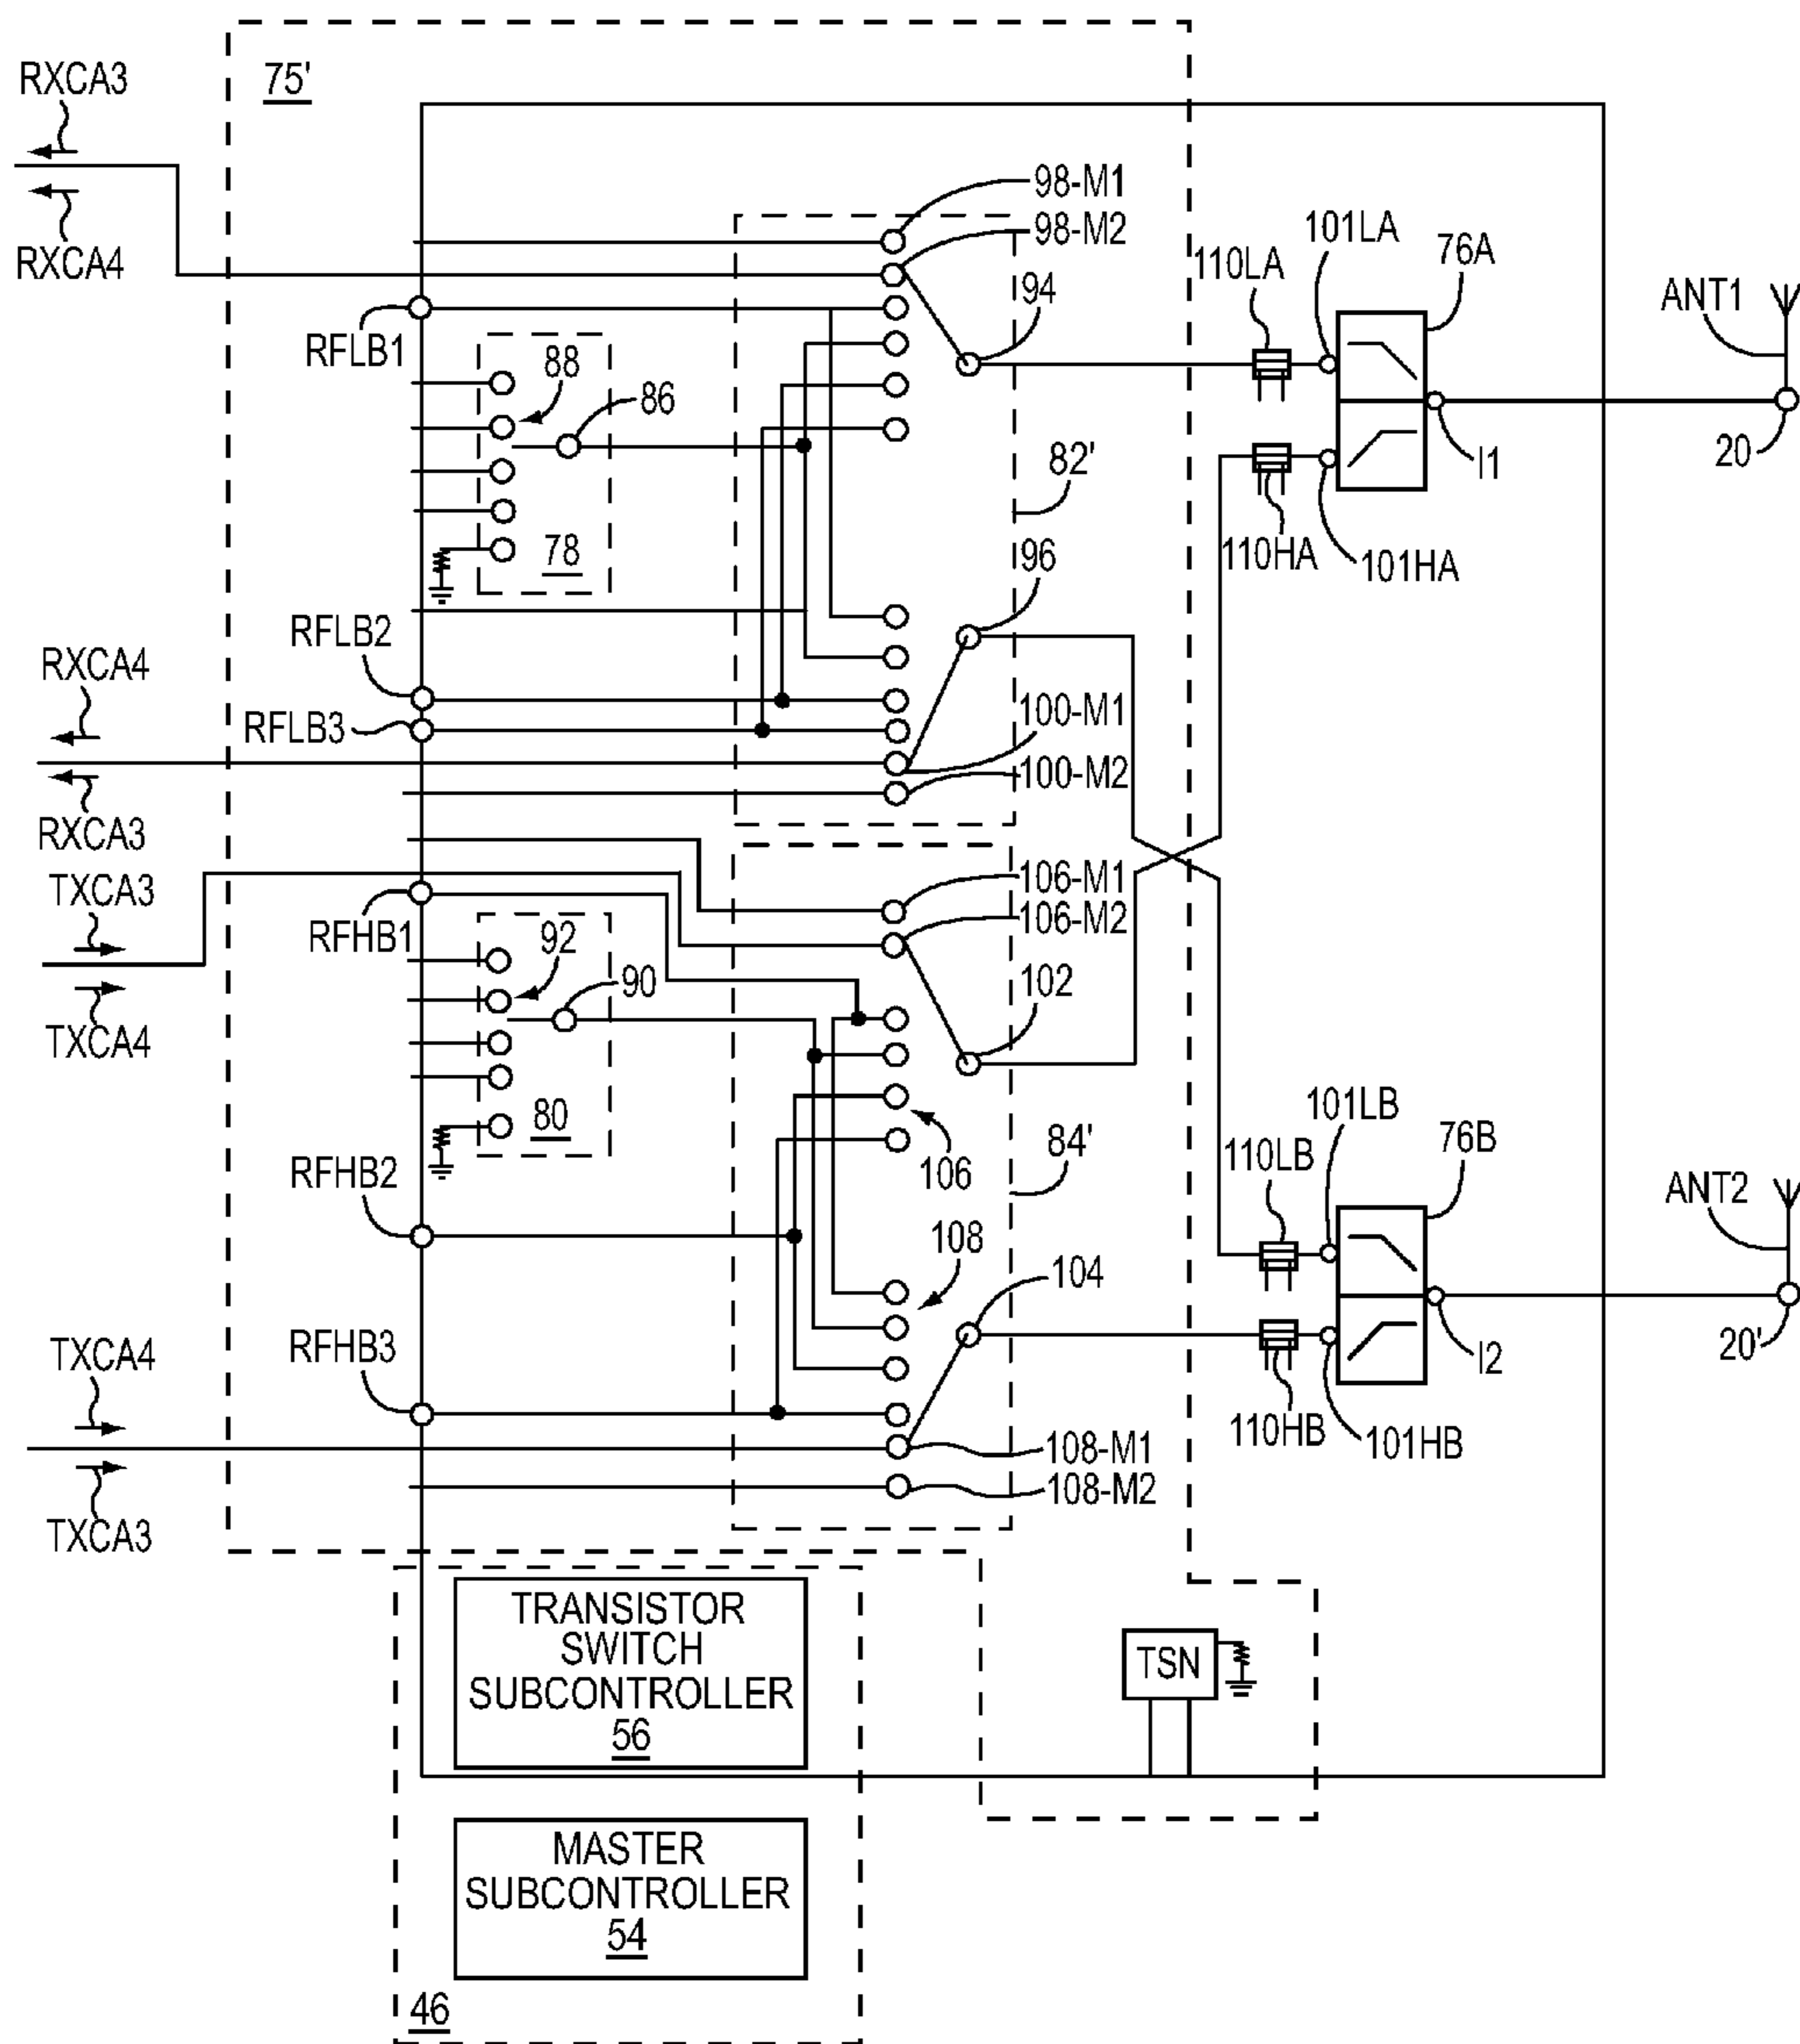 75'
RXCA3
RXCA4
98-M1
98-M2
94
110LA
101LA
76A
ANT1
RFLB1
88
86
82'
I1
20
78
96
110HA
101HA
RFLB2
RXCA4
RFLB3
100-M1
100-M2
RXCA3
TXCA3
106-M1
106-M2
RFHB1
92
90
102
TXCA4
80
106
84'
101LB
110LB
76B
ANT2
RFHB2
108
104
RFHB3
TXCA4
I2
20'
110HB
101HB
108-M1
108-M2
TXCA3
TRANSISTOR
SWITCH
SUBCONTROLLER
56
TSN
MASTER
SUBCONTROLLER
54
46